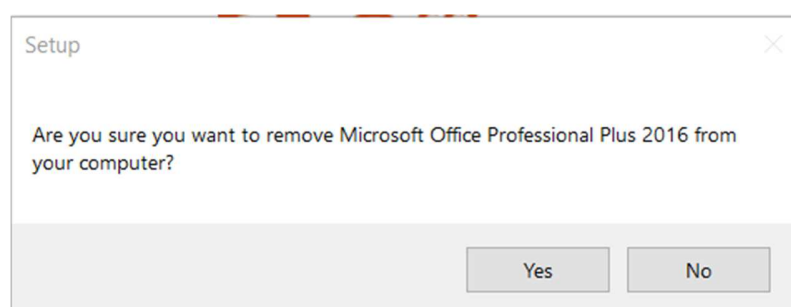 Setup
Are you sure you want to remove Microsoft Office Professional Plus 2016 from
your computer?
Yes
No